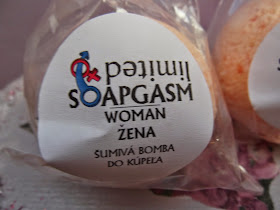 limited
SOAPGASM
WOMAN
ŽENA
ŠUMIVÁ BOMBA
DO KÚPEĽA